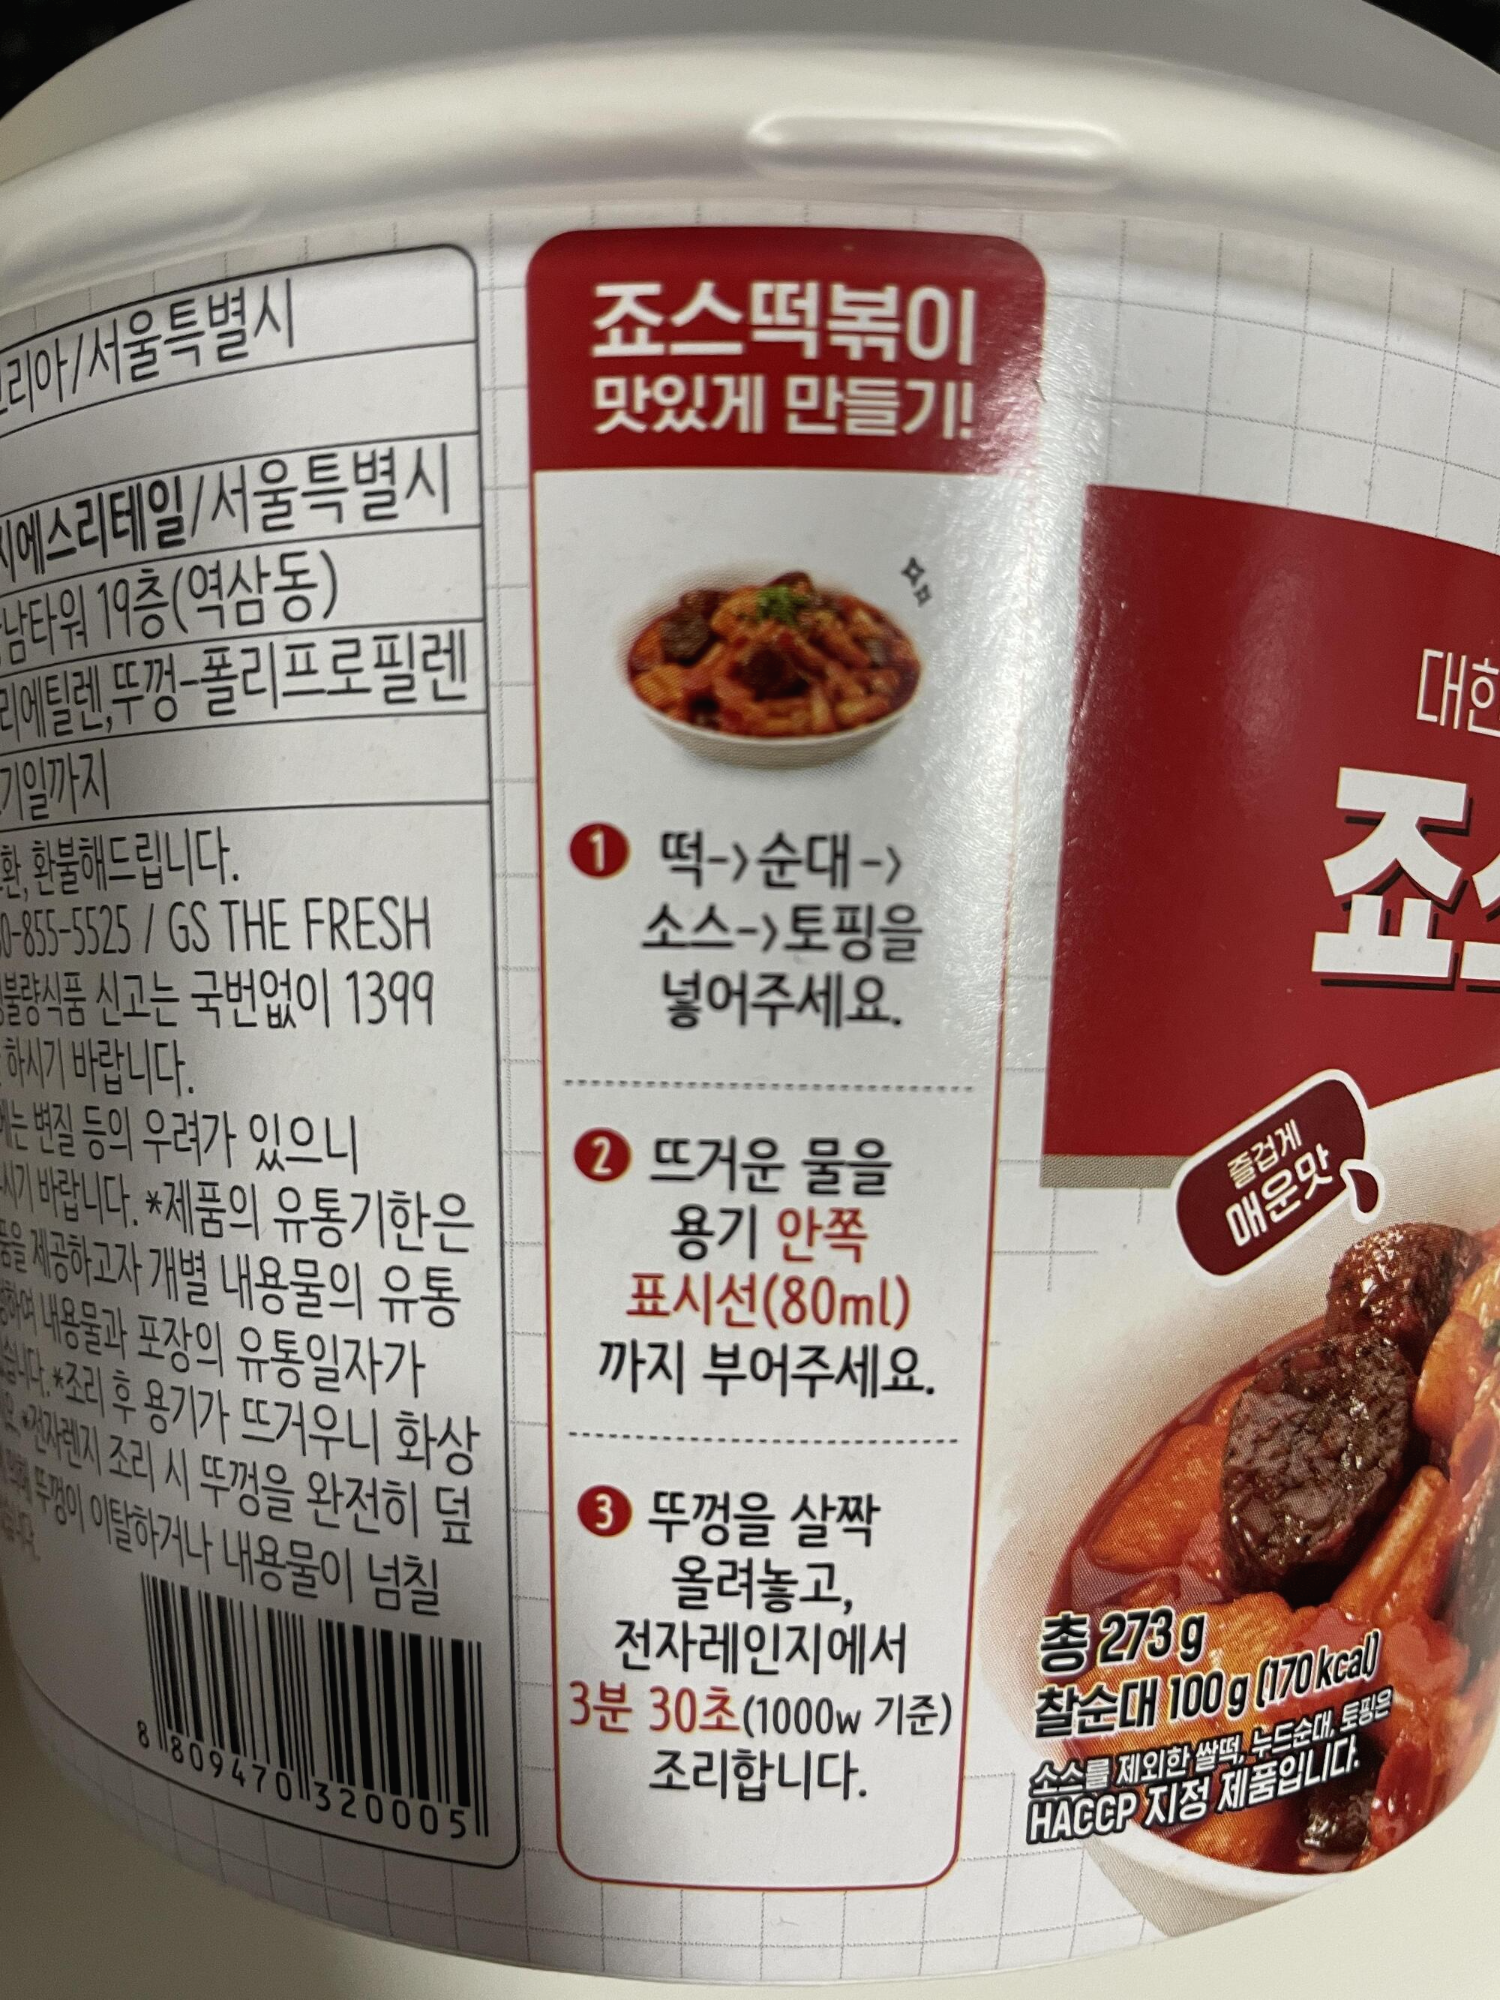 리아/서울특별시
지에스리테일/서울특별시
남타워 19층(역삼동)
리에틸렌,뚜껑-폴리프로필렌
기일까지
환, 환불해드립니다.
0-855-5525 / GS THE FRESH
불량식품 신고는 국번없이 1399
하시기 바랍니다.
에는 변질 등의 우려가 있으니
시기 바랍니다. *제품의 유통기한은
품을 제공하고자 개별 내용물의 유통
하여 내용물과 포장의 유통일자가
습니다.*조리 후 용기가 뜨거우니 화상
요.*전자렌지 조리 시 뚜껑을 완전히 덮
의해 뚜껑이 이탈하거나 내용물이 넘칠
8 809470 320005
죠스떡볶이
맛있게 만들기!
1 떡->순대->
소스->토핑을
넣어주세요.
2 뜨거운 물을
용기 안쪽
표시선(80ml)
까지 부어주세요.
3 뚜껑을 살짝
올려놓고,
전자레인지에서
3분 30초(1000w 기준)
조리합니다.
대한
죠스
즐겁게
매운맛
총 273 g
찰순대 100 g (170 kcal)
소스를 제외한 쌀떡, 누드순대, 토핑은
HACCP 지정 제품입니다.